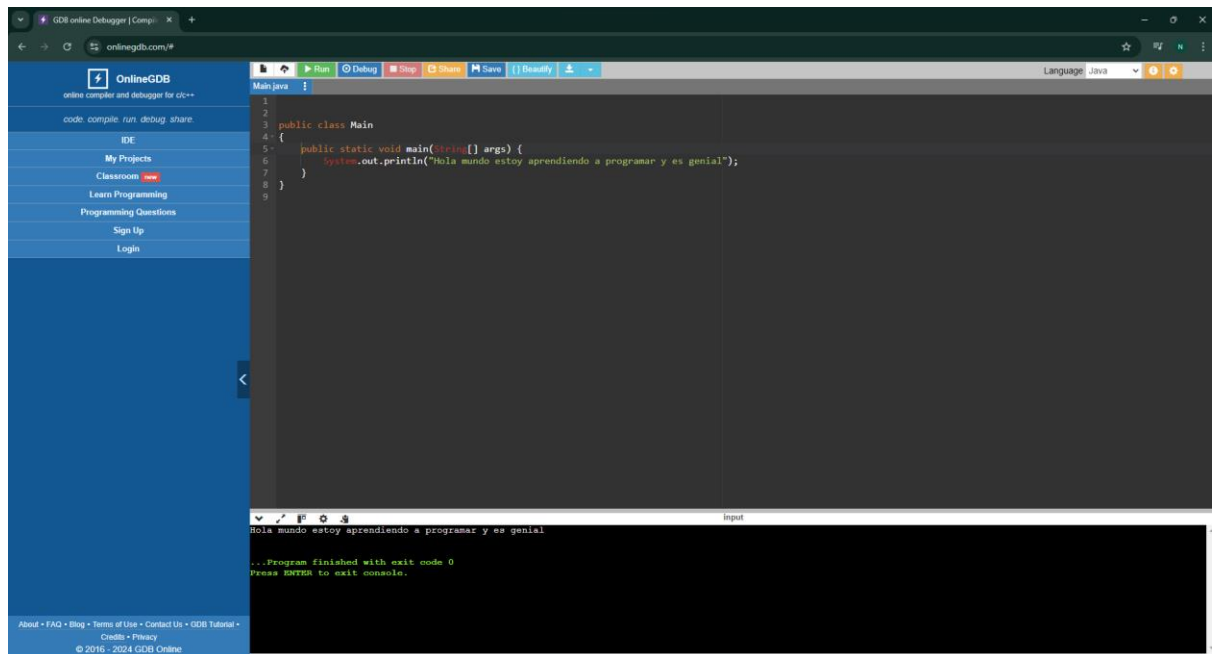 GDB online Debugger | Compil
onlinegdb.com/#
N
OnlineGDB
online compiler and debugger for c/c++
code. compile. run. debug. share.
IDE
My Projects
Classroom new
Learn Programming
Programming Questions
Sign Up
Login
Run Debug Stop Share Save {} Beautify
Language Java
Main.java
1
2
3 public class Main
4 {
5 public static void main(String[] args) {
6 System.out.println("Hola mundo estoy aprendiendo a programar y es genial");
7 }
8 }
9
input
Hola mundo estoy aprendiendo a programar y es genial
...Program finished with exit code 0
Press ENTER to exit console.
About • FAQ • Blog • Terms of Use • Contact Us • GDB Tutorial •
Credits • Privacy
© 2016 - 2024 GDB Online